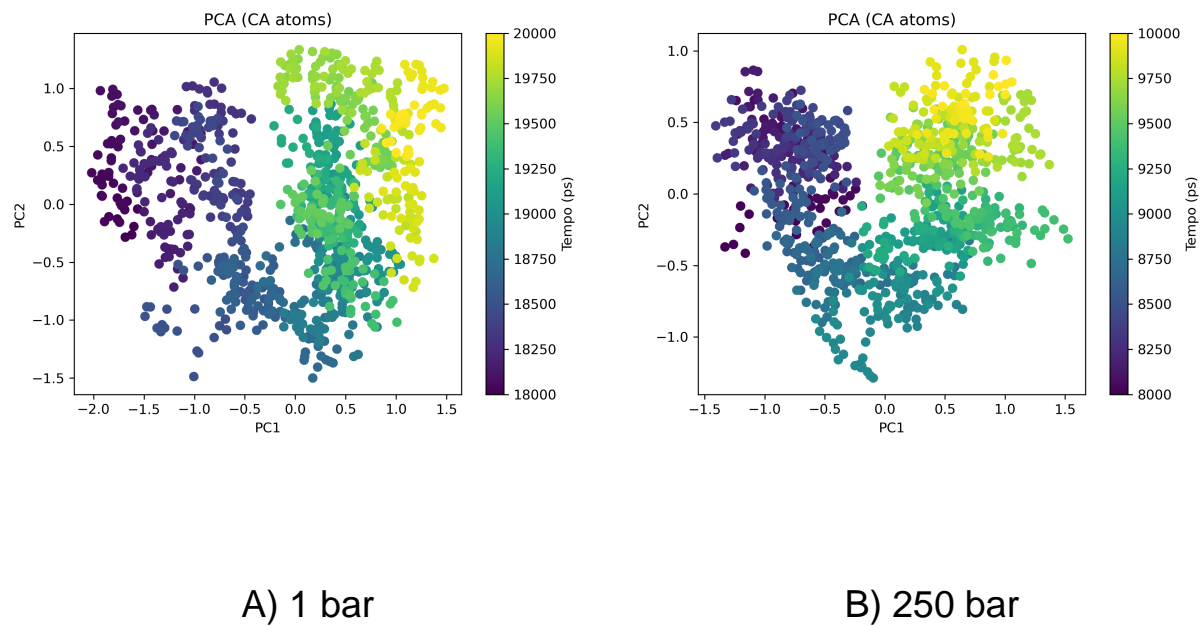 PCA (CA atoms)
PC2
1.0
0.5
0.0
−0.5
−1.0
−1.5
−2.0 −1.5 −1.0 −0.5 0.0 0.5 1.0 1.5
PC1
20000
19750
19500
19250
19000
18750
18500
18250
18000
Tempo (ps)
PCA (CA atoms)
PC2
1.0
0.5
0.0
−0.5
−1.0
−1.5 −1.0 −0.5 0.0 0.5 1.0 1.5
PC1
10000
9750
9500
9250
9000
8750
8500
8250
8000
Tempo (ps)
A) 1 bar
B) 250 bar